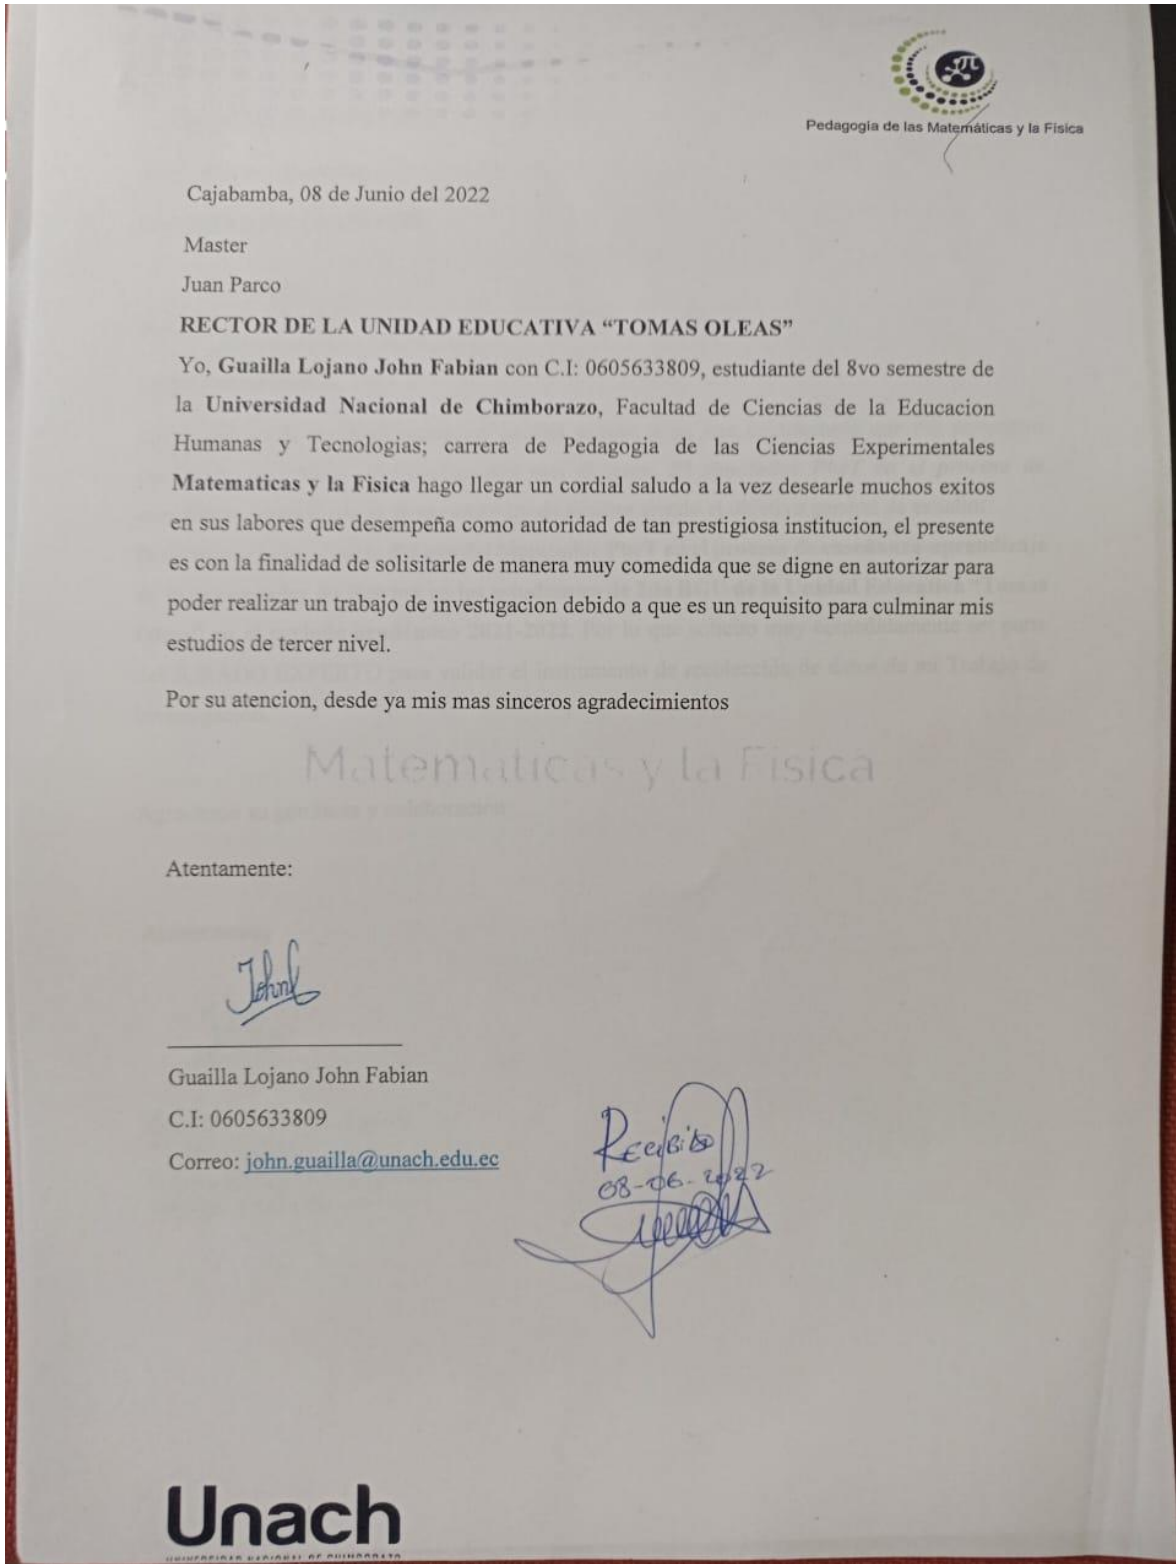 Pedagogía de las Matemáticas y la Física
Cajabamba, 08 de Junio del 2022
Master
Juan Parco
RECTOR DE LA UNIDAD EDUCATIVA “TOMAS OLEAS”
Yo, Guailla Lojano John Fabian con C.I: 0605633809, estudiante del 8vo semestre de
la Universidad Nacional de Chimborazo, Facultad de Ciencias de la Educacion
Humanas y Tecnologias; carrera de Pedagogia de las Ciencias Experimentales
Matematicas y la Fisica hago llegar un cordial saludo a la vez desearle muchos exitos
en sus labores que desempeña como autoridad de tan prestigiosa institucion, el presente
es con la finalidad de solisitarle de manera muy comedida que se digne en autorizar para
poder realizar un trabajo de investigacion debido a que es un requisito para culminar mis
estudios de tercer nivel.
Por su atencion, desde ya mis mas sinceros agradecimientos
Matemáticas y la Física
Atentamente:
John
Guailla Lojano John Fabian
C.I: 0605633809
Correo: john.guailla@unach.edu.ec
Recibido
08-06-2022
Unach
UNIVERSIDAD NACIONAL DE CHIMBORAZO